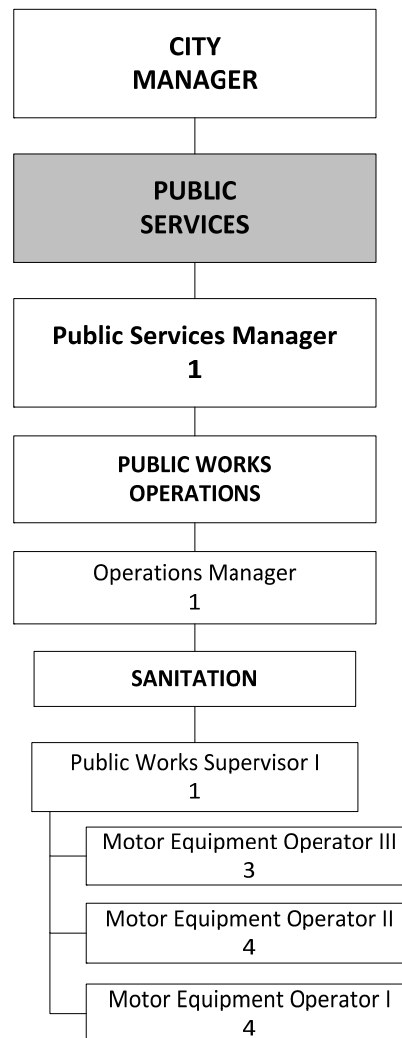 CITY
MANAGER
PUBLIC
SERVICES
Public Services Manager
1
PUBLIC WORKS
OPERATIONS
Operations Manager
1
SANITATION
Public Works Supervisor I
1
Motor Equipment Operator III
3
Motor Equipment Operator II
4
Motor Equipment Operator I
4